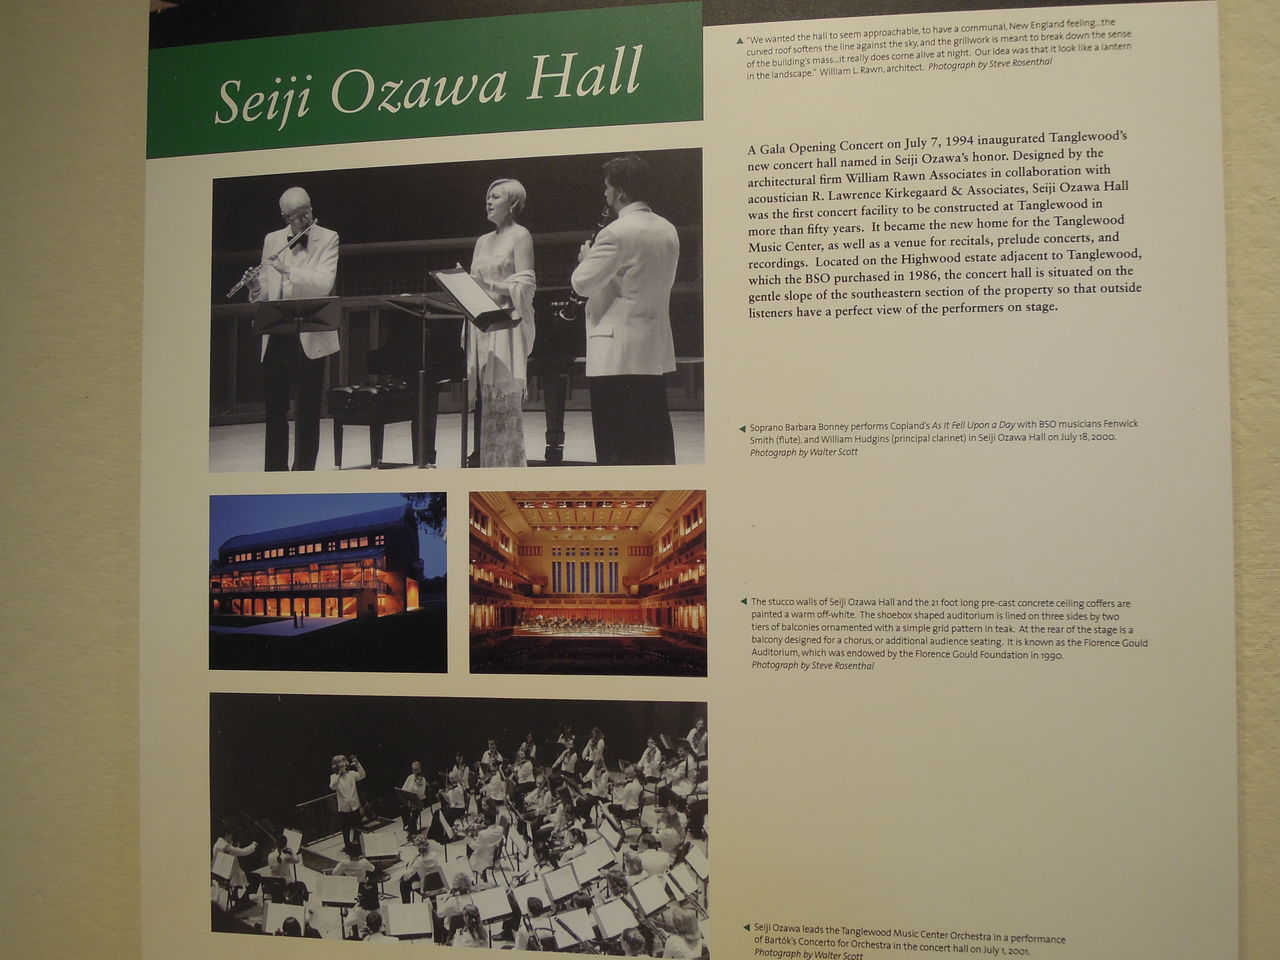 Seiji Ozawa Hall
▲ “We wanted the hall to seem approachable, to have a communal, New England feeling...the
curved roof softens the line against the sky, and the grillwork is meant to break down the sense
of the building's mass...it really does come alive at night. Our idea was that it look like a lantern
in the landscape.” William L. Rawn, architect. Photograph by Steve Rosenthal
A Gala Opening Concert on July 7, 1994 inaugurated Tanglewood's
new concert hall named in Seiji Ozawa's honor. Designed by the
architectural firm William Rawn Associates in collaboration with
acoustician R. Lawrence Kirkegaard & Associates, Seiji Ozawa Hall
was the first concert facility to be constructed at Tanglewood in
more than fifty years. It became the new home for the Tanglewood
Music Center, as well as a venue for recitals, prelude concerts, and
recordings. Located on the Highwood estate adjacent to Tanglewood,
which the BSO purchased in 1986, the concert hall is situated on the
gentle slope of the southeastern section of the property so that outside
listeners have a perfect view of the performers on stage.
◀ Soprano Barbara Bonney performs Copland's As It Fell Upon a Day with BSO musicians Fenwick
Smith (flute), and William Hudgins (principal clarinet) in Seiji Ozawa Hall on July 18, 2000.
Photograph by Walter Scott
◀ The stucco walls of Seiji Ozawa Hall and the 21 foot long pre-cast concrete ceiling coffers are
painted a warm off-white. The shoebox shaped auditorium is lined on three sides by two
tiers of balconies ornamented with a simple grid pattern in teak. At the rear of the stage is a
balcony designed for a chorus, or additional audience seating. It is known as the Florence Gould
Auditorium, which was endowed by the Florence Gould Foundation in 1990.
Photograph by Steve Rosenthal
◀ Seiji Ozawa leads the Tanglewood Music Center Orchestra in a performance
of Bartók's Concerto for Orchestra in the concert hall on July 1, 2001.
Photograph by Walter Scott